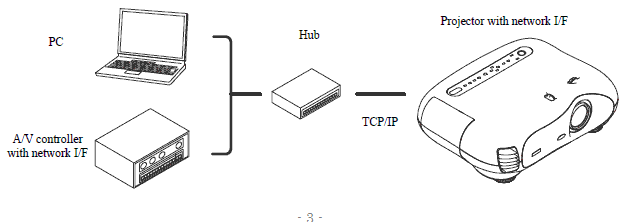 PC
Hub
Projector with network I/F
A/V controller
with network I/F
TCP/IP
- 3 -